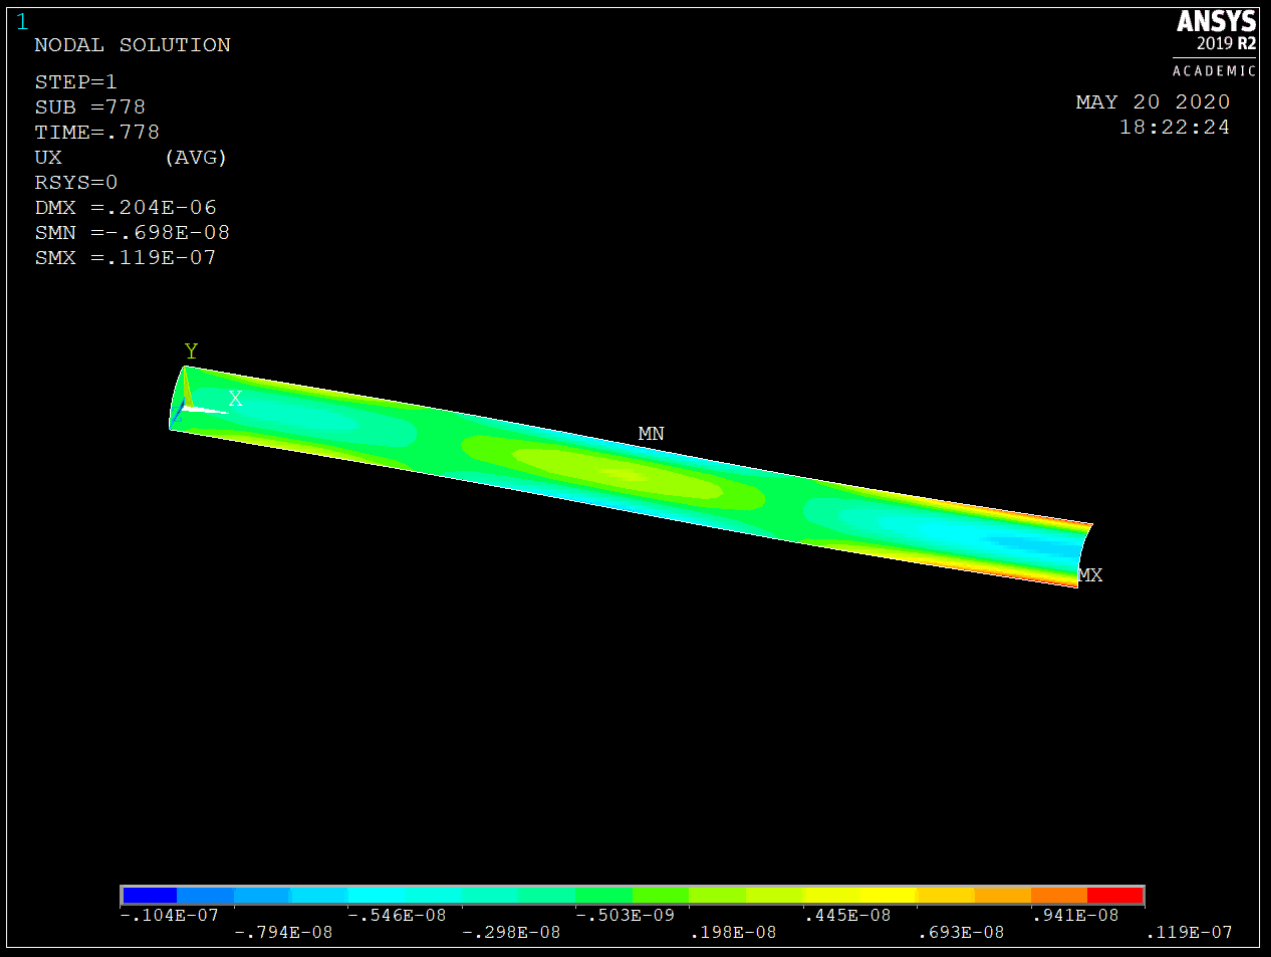 1
ANSYS
2019 R2
ACADEMIC
NODAL SOLUTION
STEP=1
SUB =778
TIME=.778
UX (AVG)
RSYS=0
DMX =.204E-06
SMN =-.698E-08
SMX =.119E-07
MAY 20 2020
18:22:24
Y
X
MN
MX
-.104E-07 -.546E-08 -.503E-09 .445E-08 .941E-08
-.794E-08 -.298E-08 .198E-08 .693E-08 .119E-07